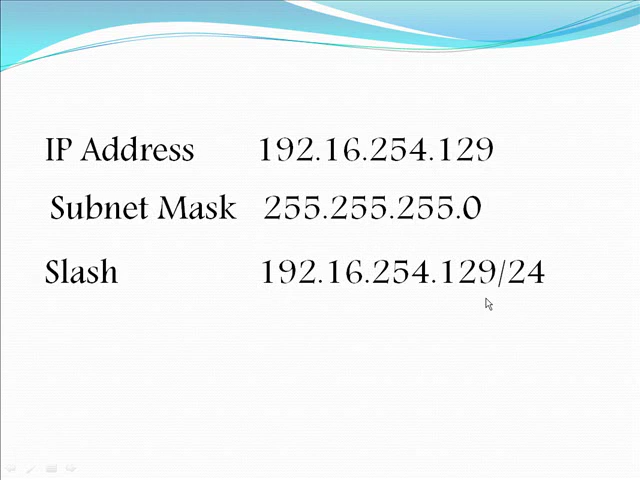 IP Address 192.16.254.129
Subnet Mask 255.255.255.0
Slash 192.16.254.129/24